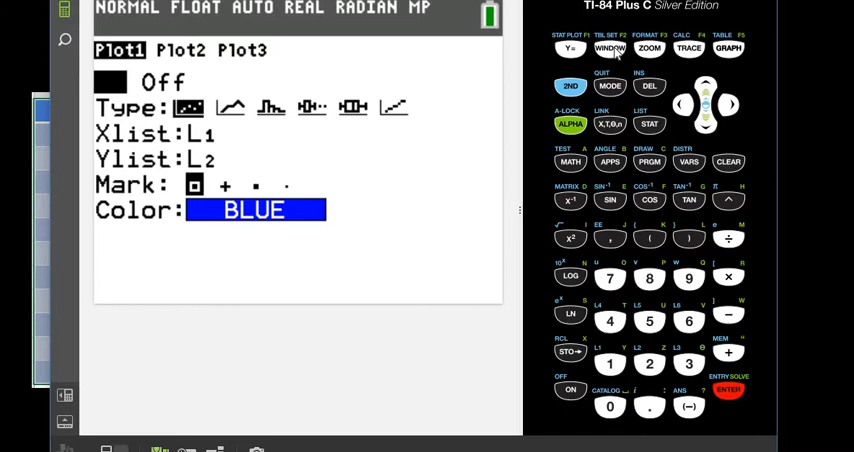 NORMAL FLOAT AUTO REAL RADIAN MP
Plot1 Plot2 Plot3
Off
Type:
Xlist:L1
Ylist:L2
Mark:
Color: BLUE
TI-84 Plus C Silver Edition
STAT PLOT F1 TBL SET F2 FORMAT F3 CALC F4 TABLE F5
Y= WINDOW ZOOM TRACE GRAPH
QUIT INS
2ND MODE DEL
A-LOCK LINK LIST
ALPHA X,T,Θ,n STAT
TEST A ANGLE B DRAW C DISTR
MATH APPS PRGM VARS CLEAR
MATRIX D SIN⁻¹ E COS⁻¹ F TAN⁻¹ G π H
X⁻¹ SIN COS TAN ^
√ I EE J { K } L e M
X² , ( ) ÷
10ˣ N u O v P w Q [ R
LOG 7 8 9 ×
eˣ S L4 T L5 U L6 V ] W
LN 4 5 6 −
RCL X L1 Y L2 Z L3 Θ MEM "
STO→ 1 2 3 +
OFF CATALOG i : ANS ? ENTRY SOLVE
ON 0 . (−) ENTER